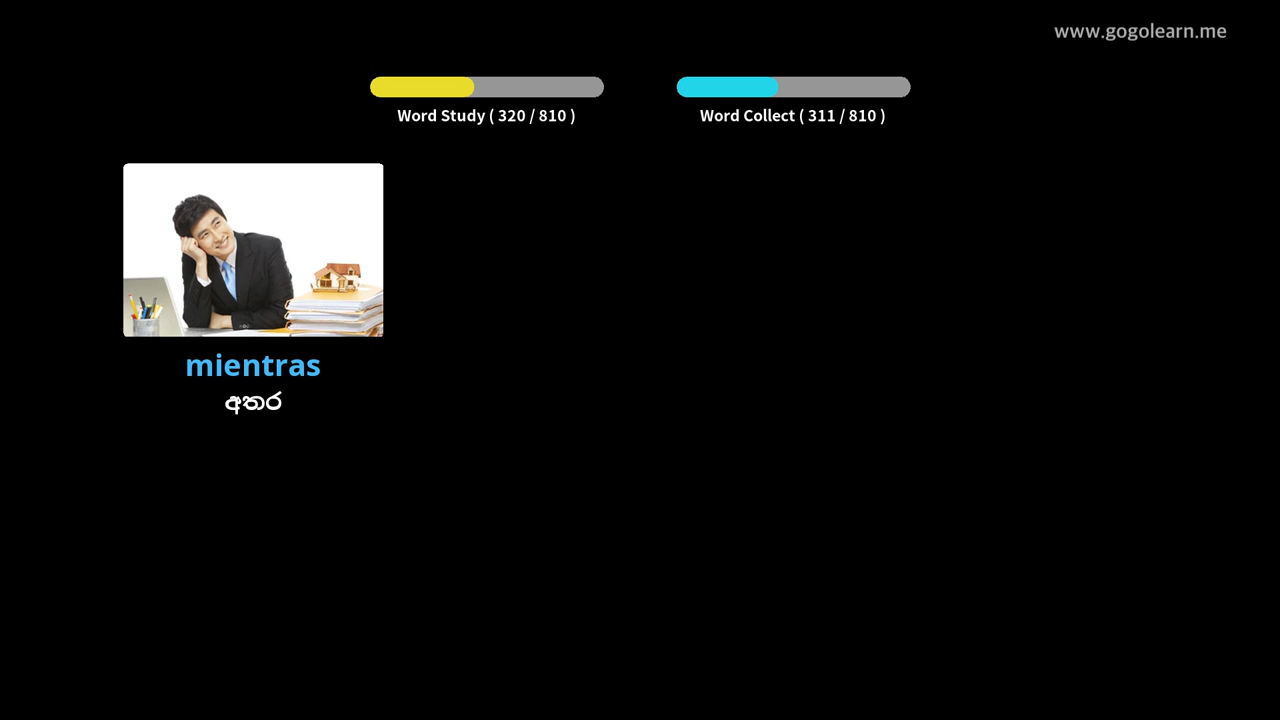 www.gogolearn.me
Word Study ( 320 / 810 )
Word Collect ( 311 / 810 )
mientras
අතර